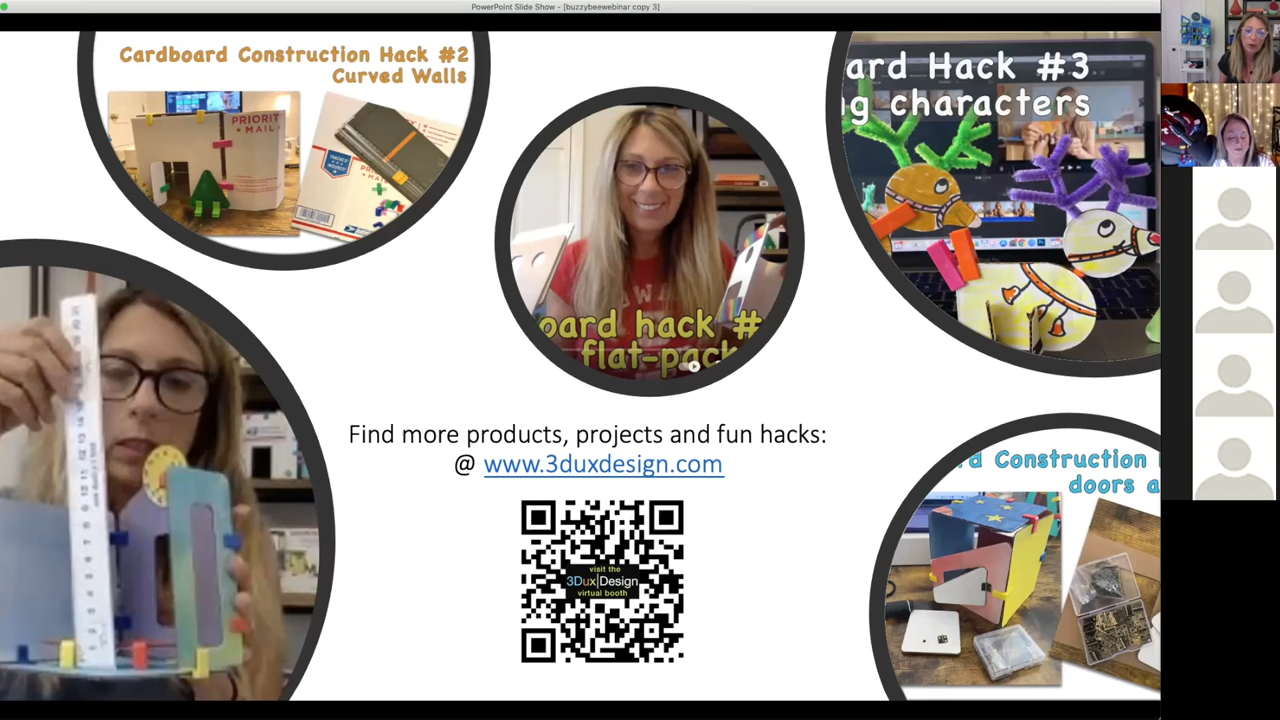 PowerPoint Slide Show - [buzzybeewebinar copy 3]
Cardboard Construction Hack #2
Curved Walls
PRIORIT
MAIL
ard Hack #3
g characters
oard hack #
flat-pack
Find more products, projects and fun hacks:
@ www.3duxdesign.com
visit the
3Dux|Design
virtual booth
d Construction
doors a